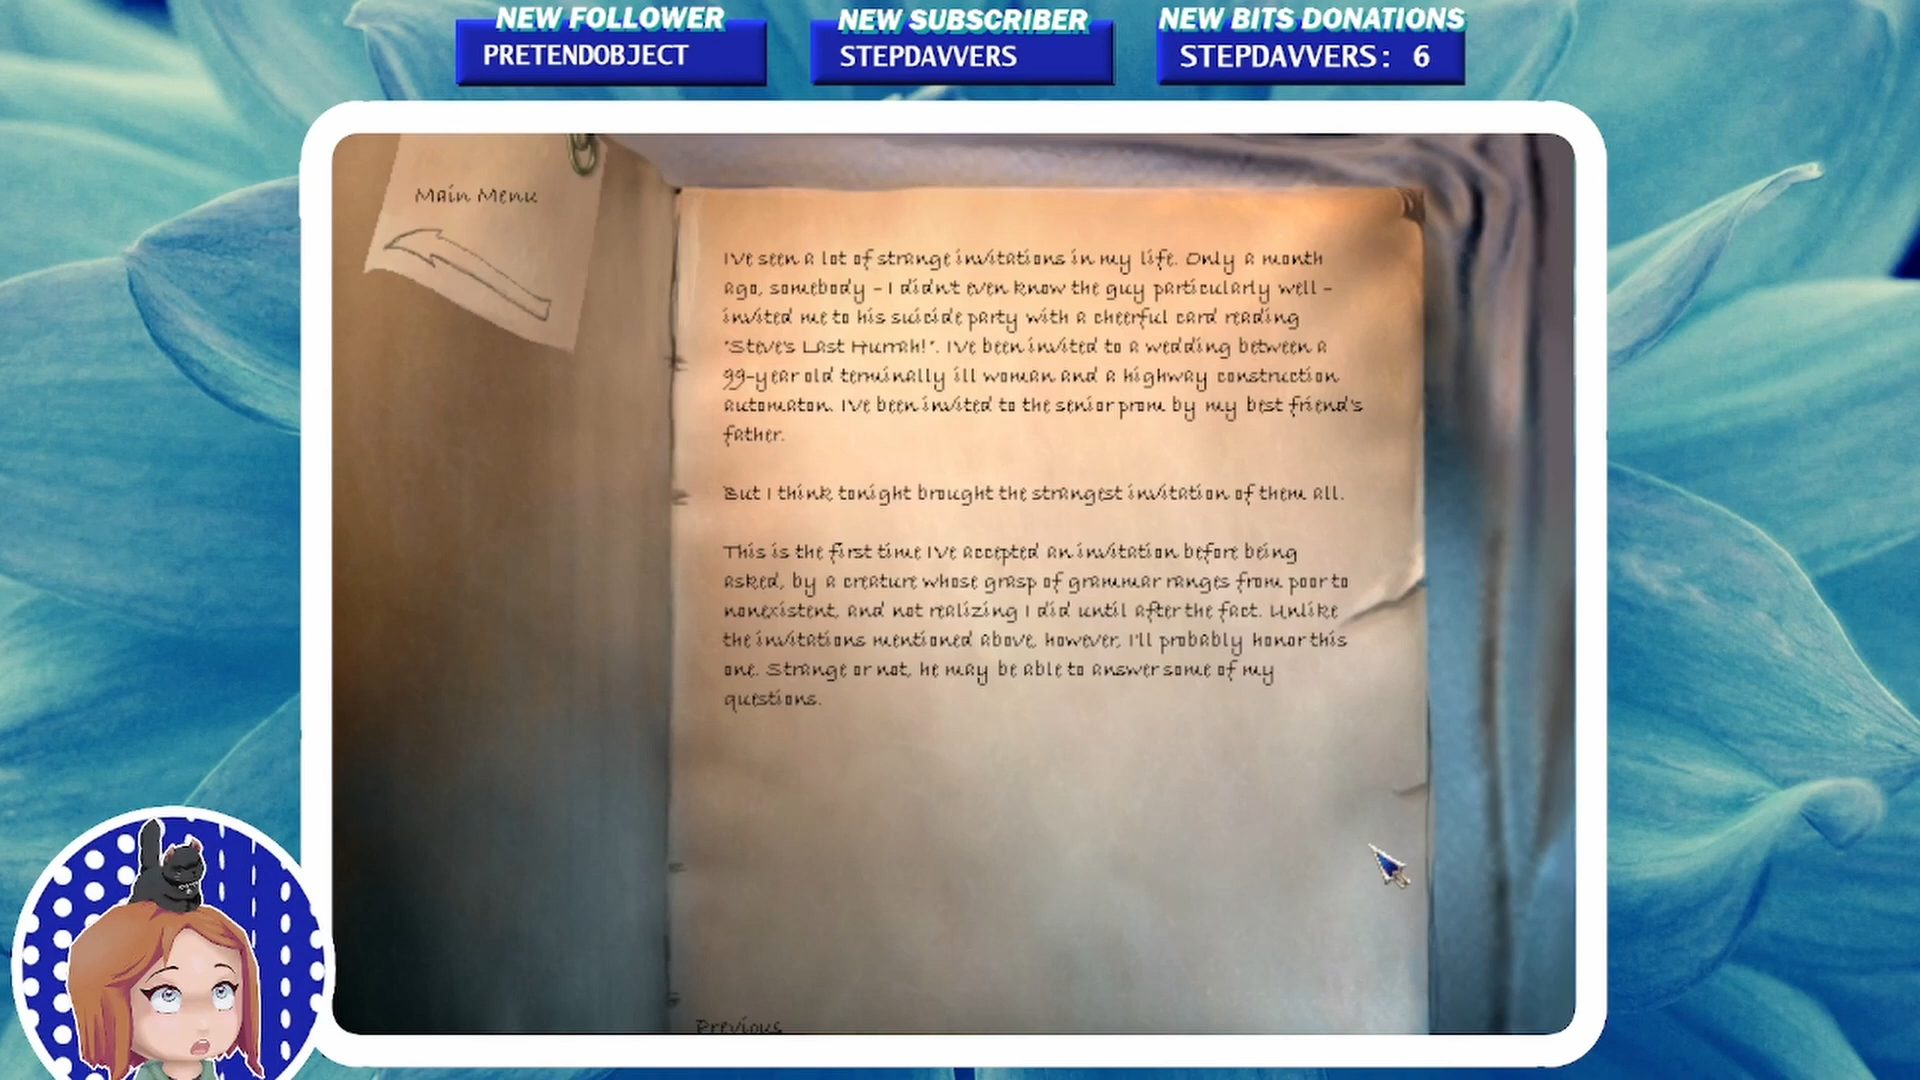 NEW FOLLOWER
PRETENDOBJECT
NEW SUBSCRIBER
STEPDAVVERS
NEW BITS DONATIONS
STEPDAVVERS: 6
Main Menu
I've seen a lot of strange invitations in my life. Only a month
ago, somebody - I didn't even know the guy particularly well -
invited me to his suicide party with a cheerful card reading
"Steve's Last Hurrah!". I've been invited to a wedding between a
99-year old terminally ill woman and a highway construction
automaton. I've been invited to the senior prom by my best friend's
father.
But I think tonight brought the strangest invitation of them all.
This is the first time I've accepted an invitation before being
asked, by a creature whose grasp of grammar ranges from poor to
nonexistent, and not realizing I did until after the fact. Unlike
the invitations mentioned above, however, I'll probably honor this
one. Strange or not, he may be able to answer some of my
questions.
Previous